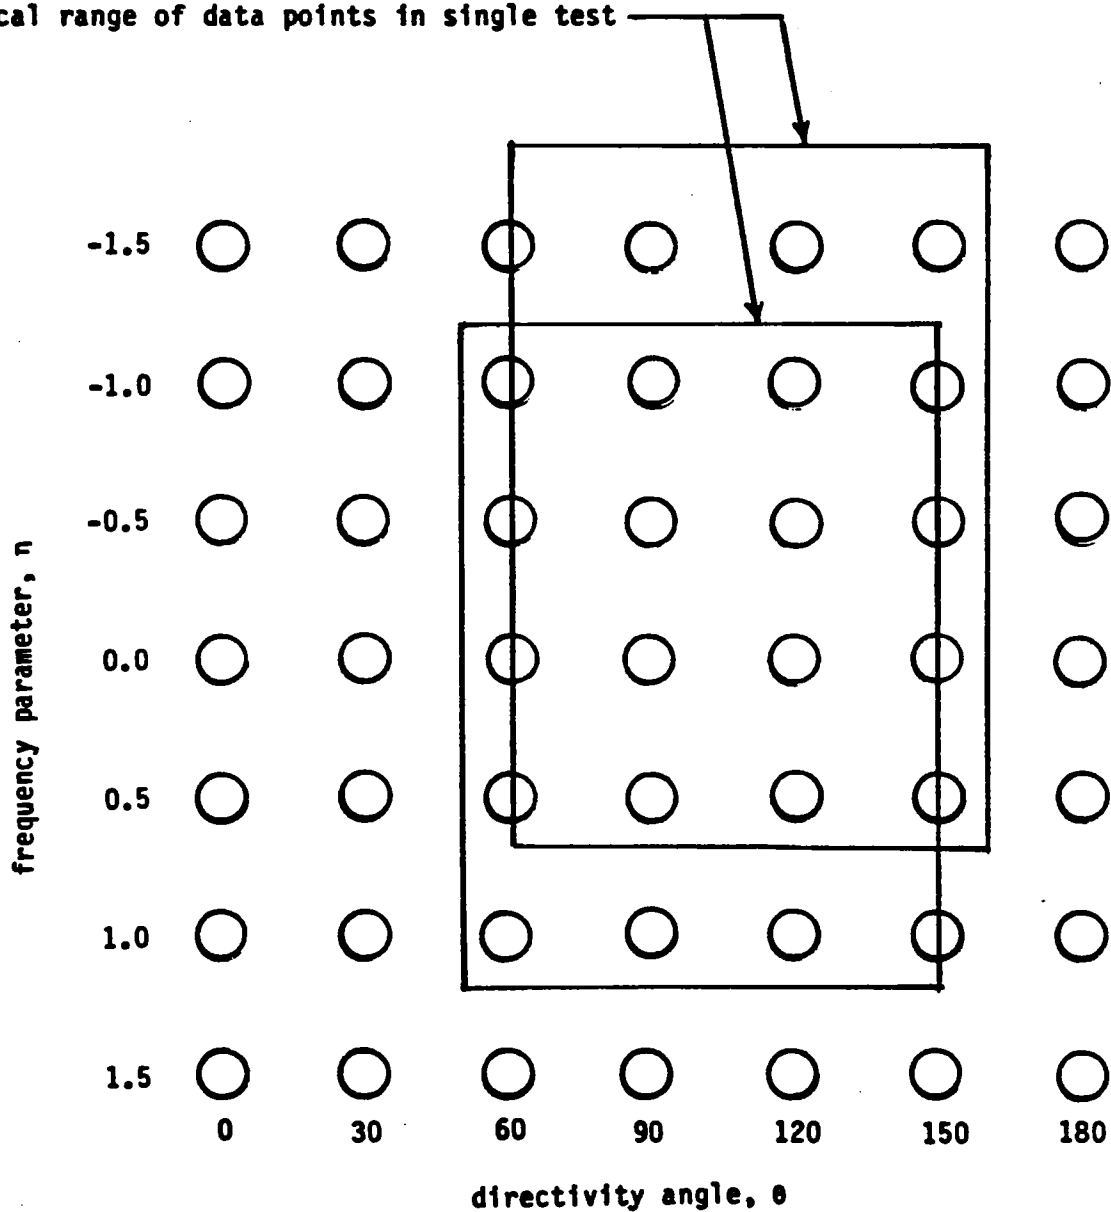 cal range of data points in single test
-1.5
-1.0
-0.5
0.0
0.5
1.0
1.5
frequency parameter, η
0 30 60 90 120 150 180
directivity angle, θ